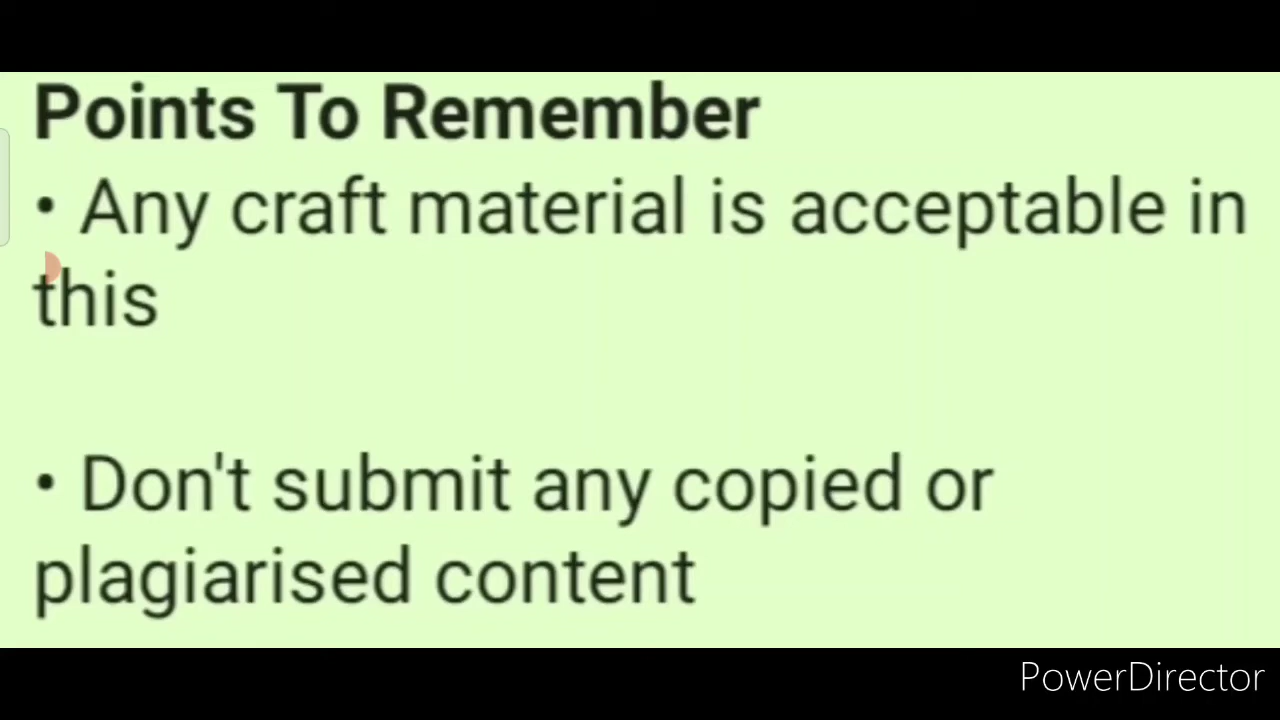 Points To Remember
• Any craft material is acceptable in
this
• Don't submit any copied or
plagiarised content
PowerDirector